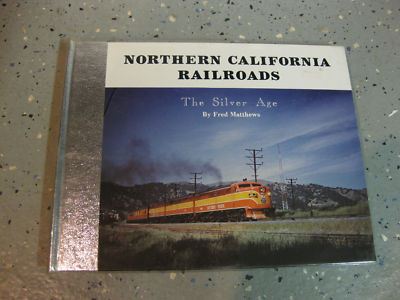 NORTHERN CALIFORNIA
RAILROADS
The Silver Age
By Fred Matthews